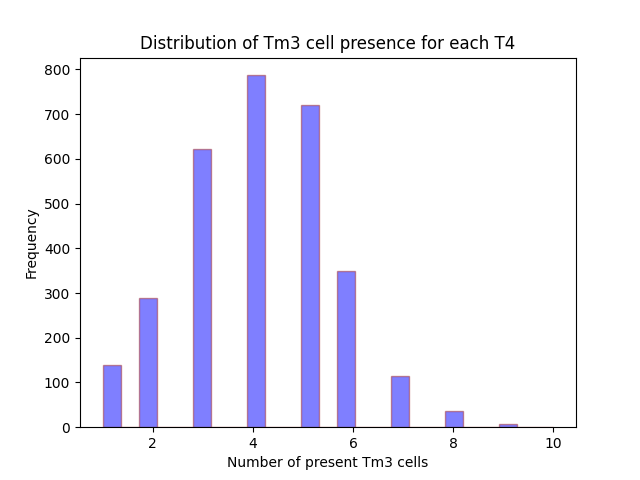 Distribution of Tm3 cell presence for each T4
800
700
600
500
400
300
200
100
0
Frequency
2 4 6 8 10
Number of present Tm3 cells